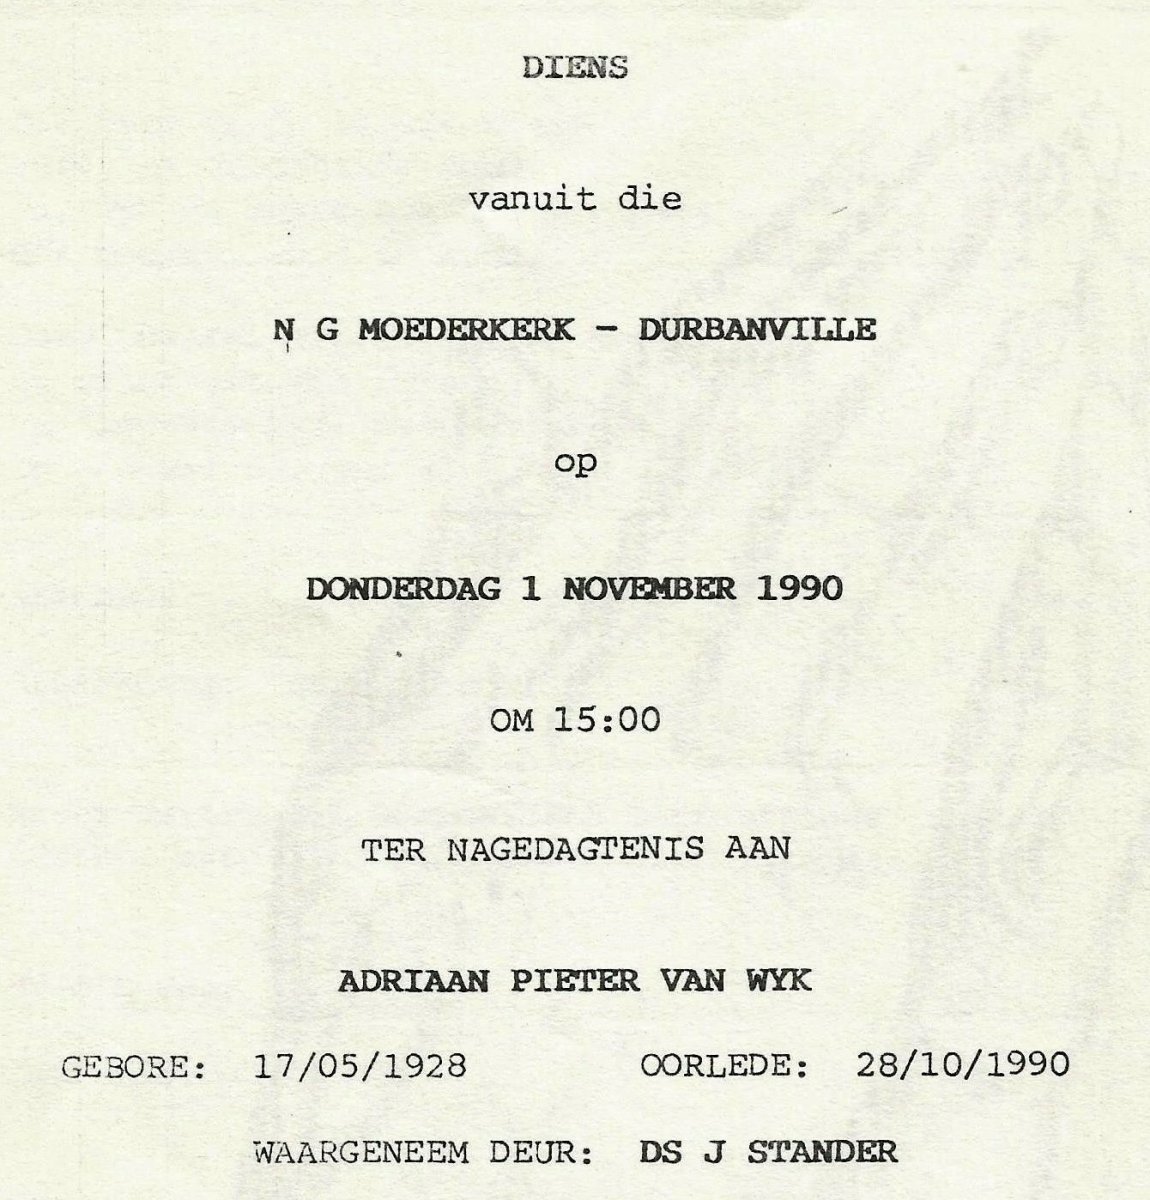 DIENS
vanuit die
N G MOEDERKERK - DURBANVILLE
op
DONDERDAG 1 NOVEMBER 1990
OM 15:00
TER NAGEDAGTENIS AAN
ADRIAAN PIETER VAN WYK
GEBORE: 17/05/1928 OORLEDE: 28/10/1990
WAARGENEEM DEUR: DS J STANDER